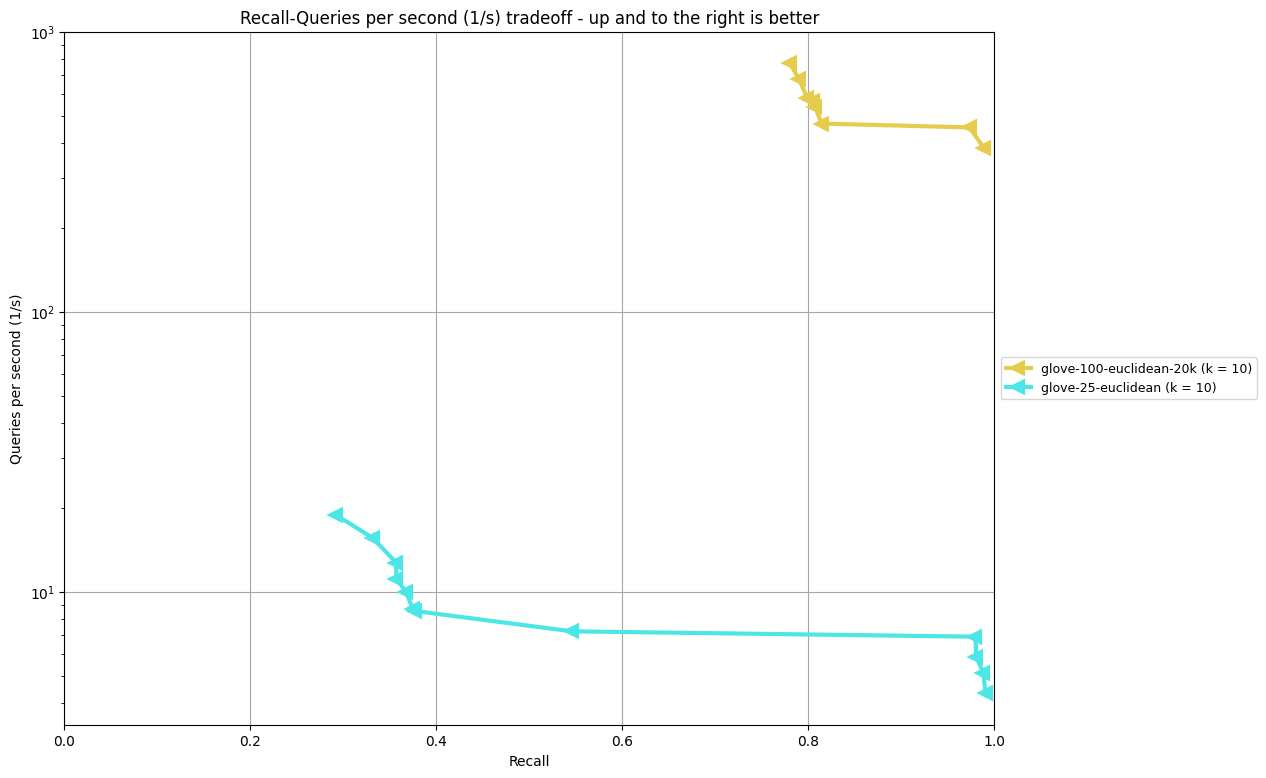 Recall-Queries per second (1/s) tradeoff - up and to the right is better
10³
10²
10¹
Queries per second (1/s)
0.0 0.2 0.4 0.6 0.8 1.0
Recall
glove-100-euclidean-20k (k = 10)
glove-25-euclidean (k = 10)